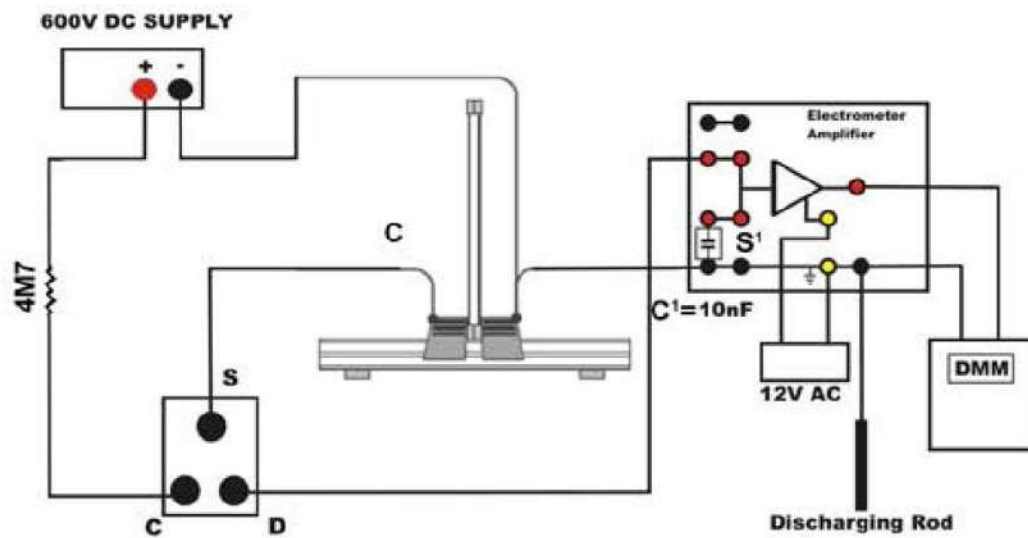 600V DC SUPPLY
+ -
Electrometer
Amplifier
C
S¹
4M7
C¹=10nF
S
12V AC
DMM
C D
Discharging Rod